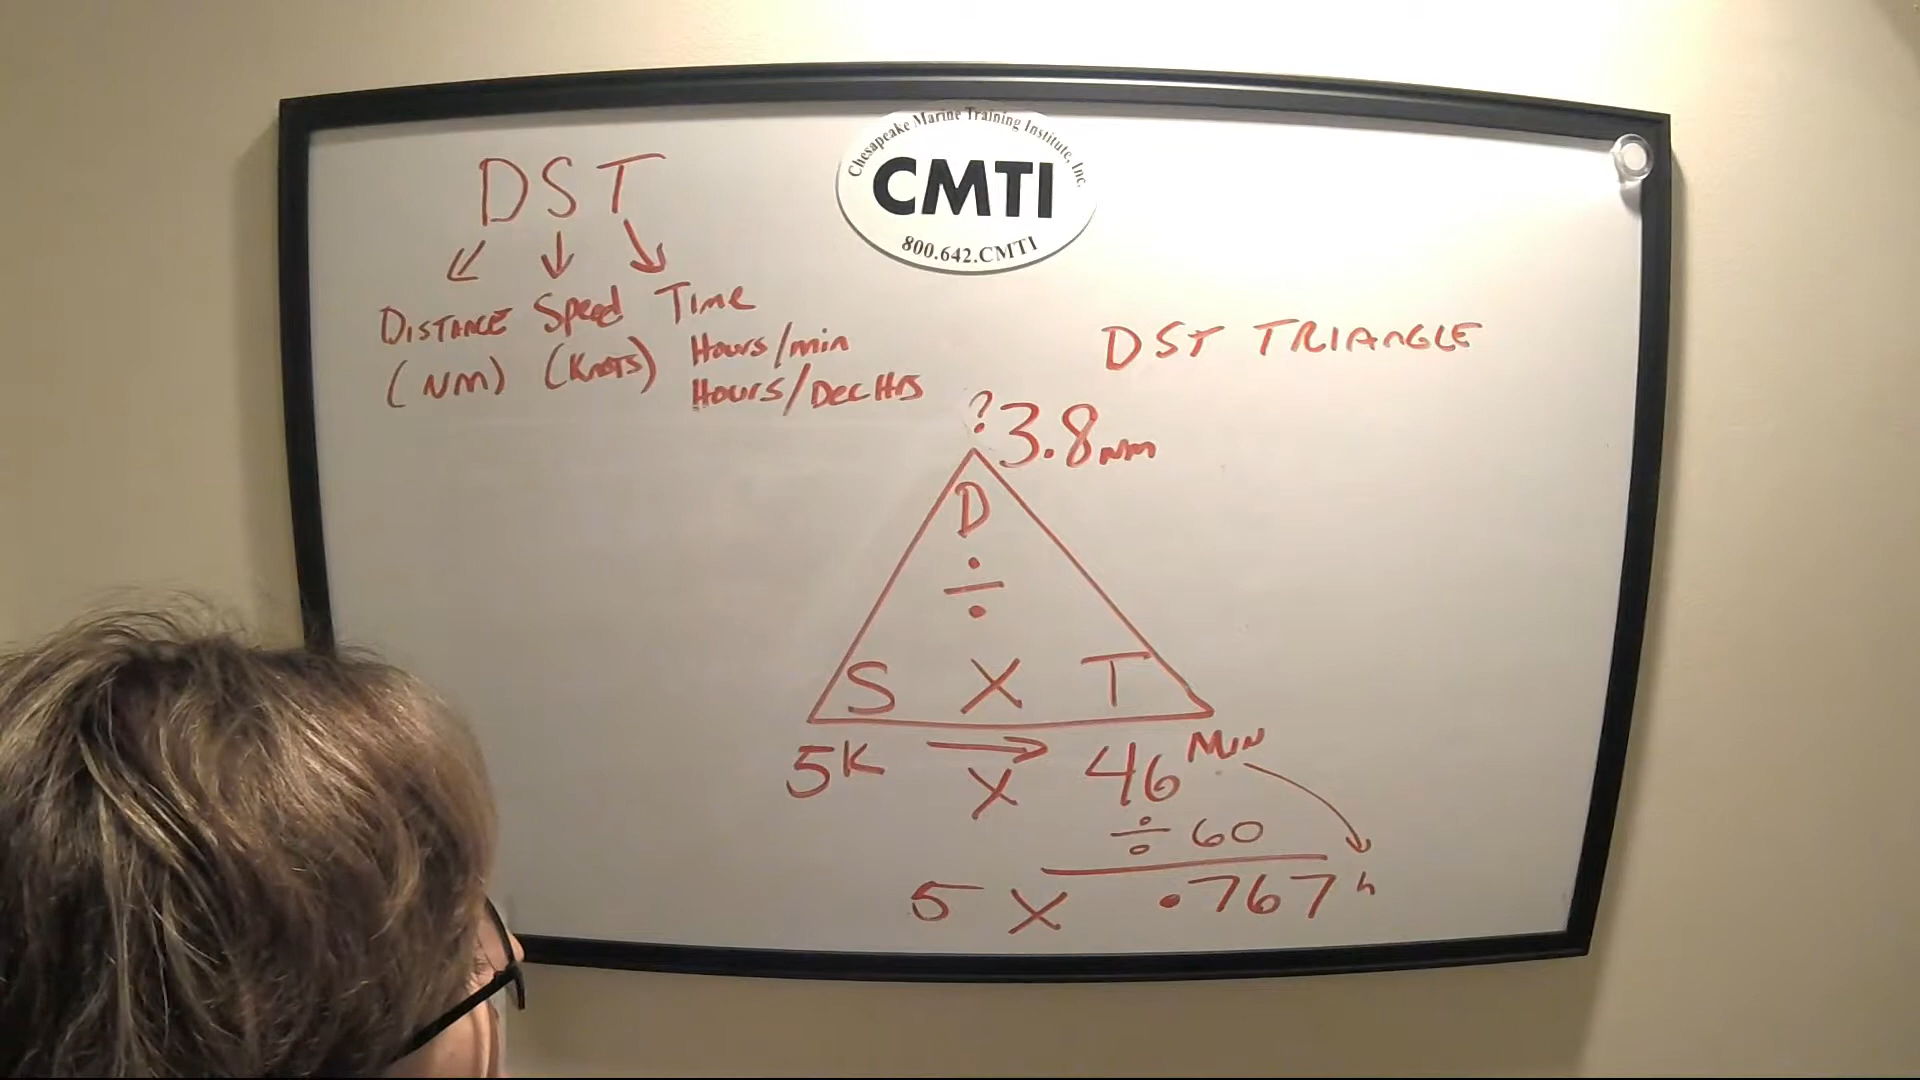 Chesapeake Marine Training Institute, Inc.
CMTI
800.642.CMTI
DST
DISTANCE Speed Time
(NM) (KNOTS) Hours/min
Hours/Dec Hrs
DST TRIANGLE
? 3.8 nm
D
÷
S X T
5K → 46 MIN
X
÷ 60
5 X .767 h